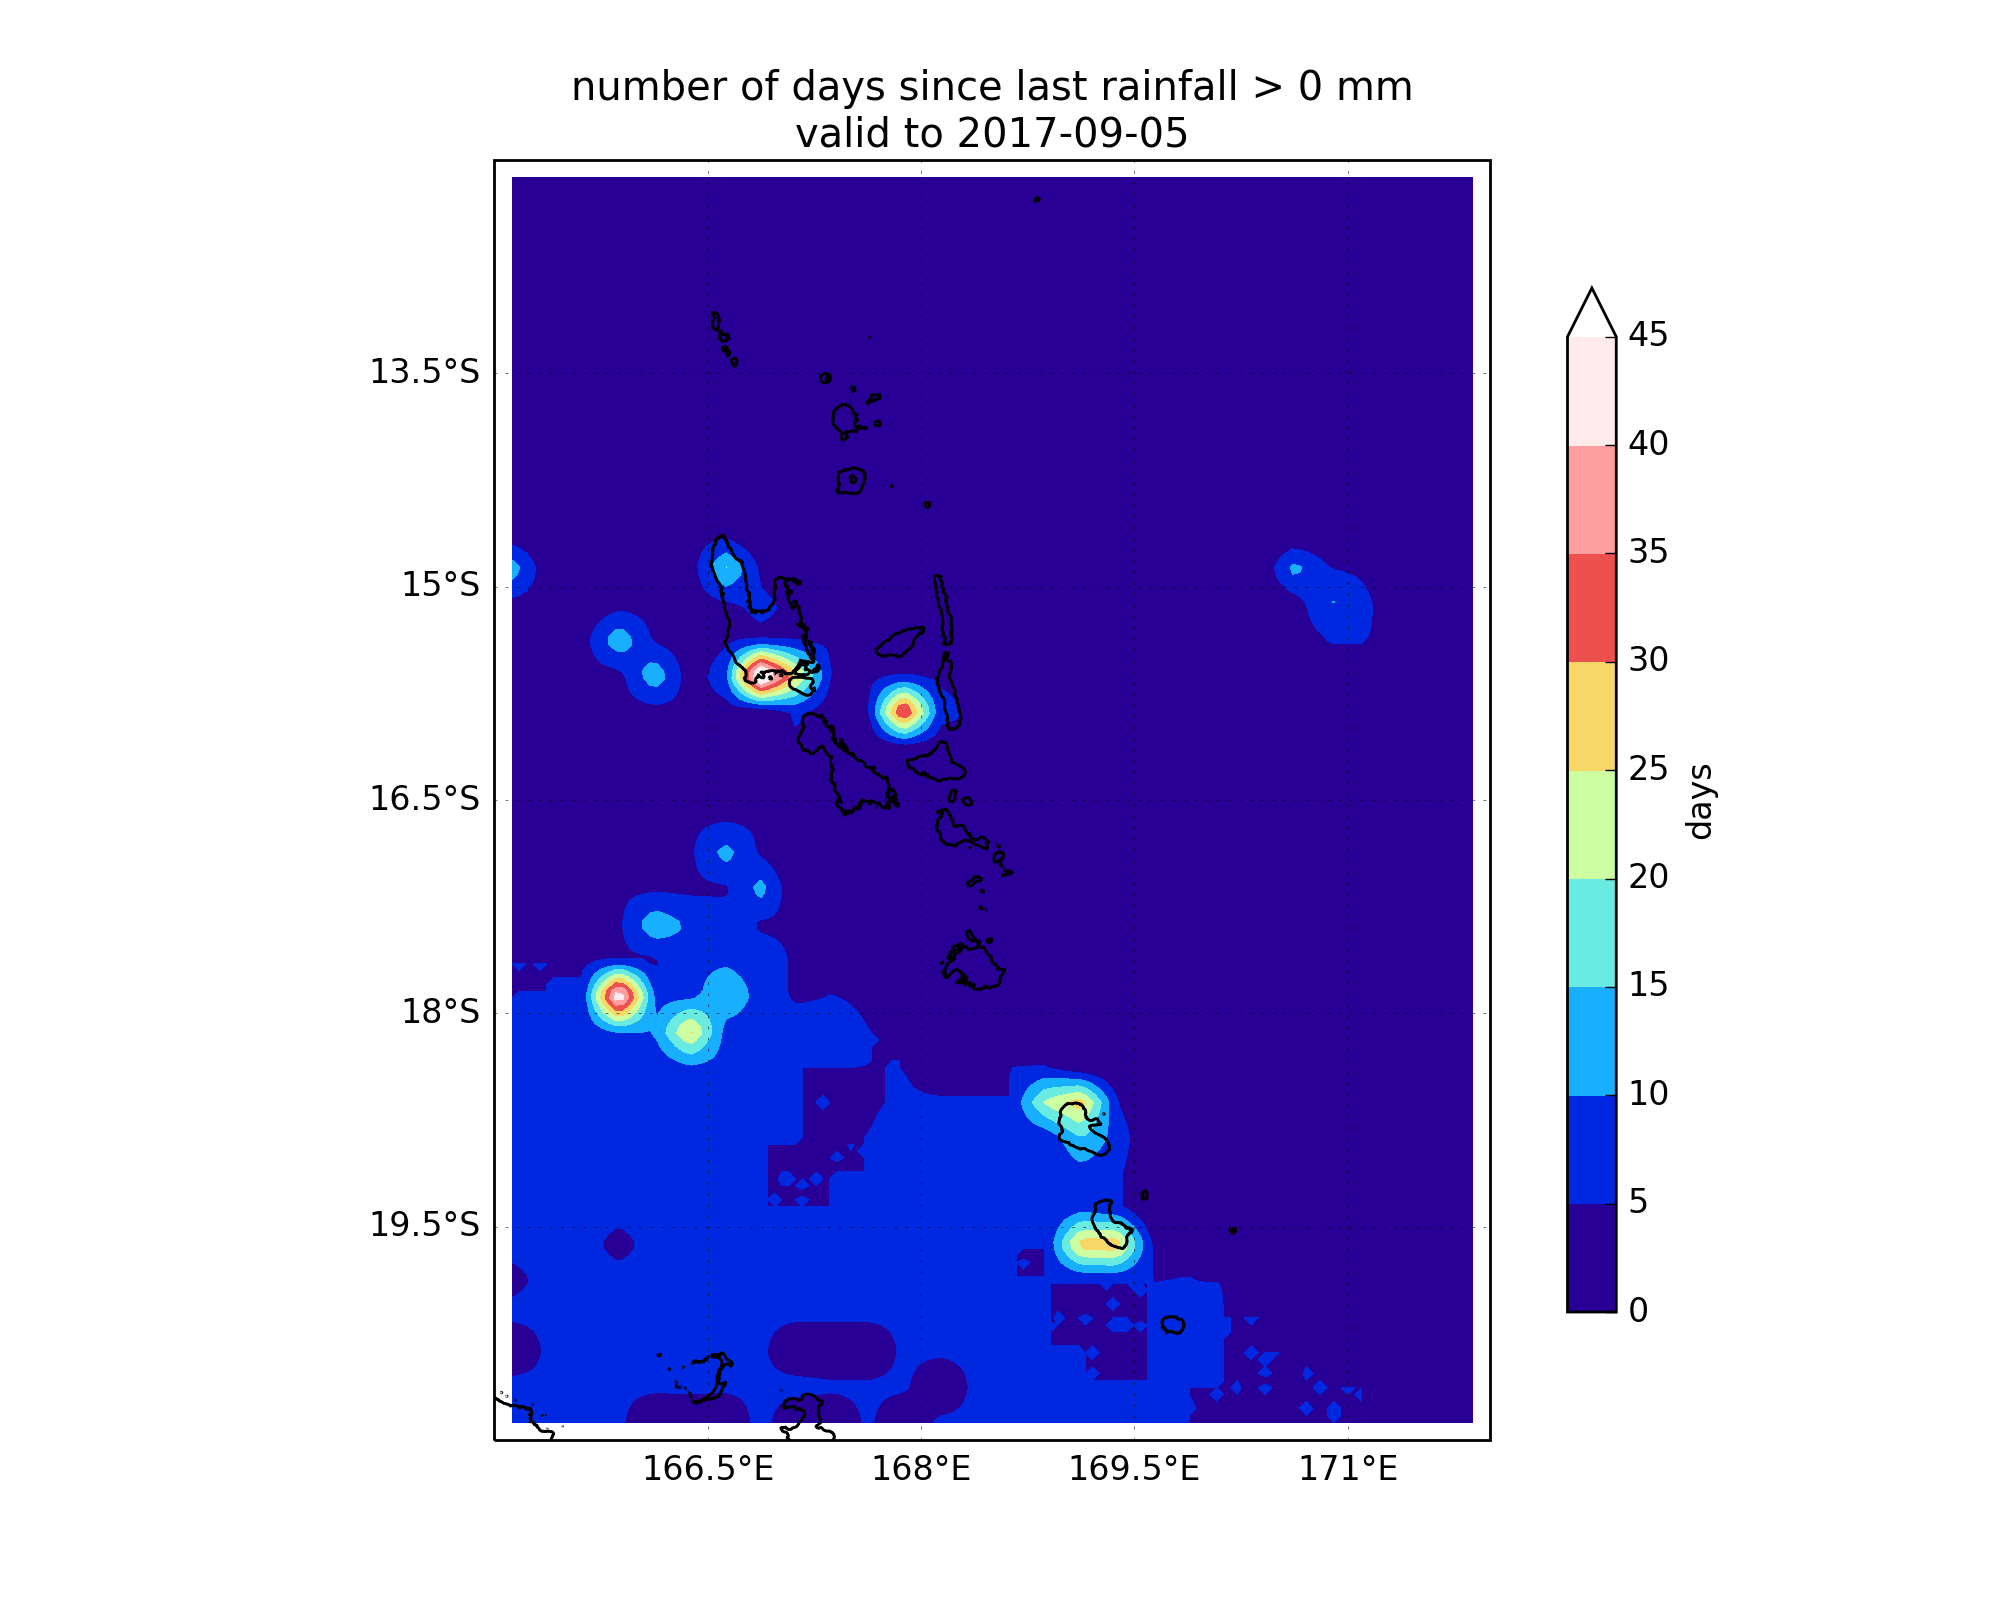 number of days since last rainfall > 0 mm
valid to 2017-09-05
13.5°S
15°S
16.5°S
18°S
19.5°S
166.5°E
168°E
169.5°E
171°E
45
40
35
30
25
20
15
10
5
0
days